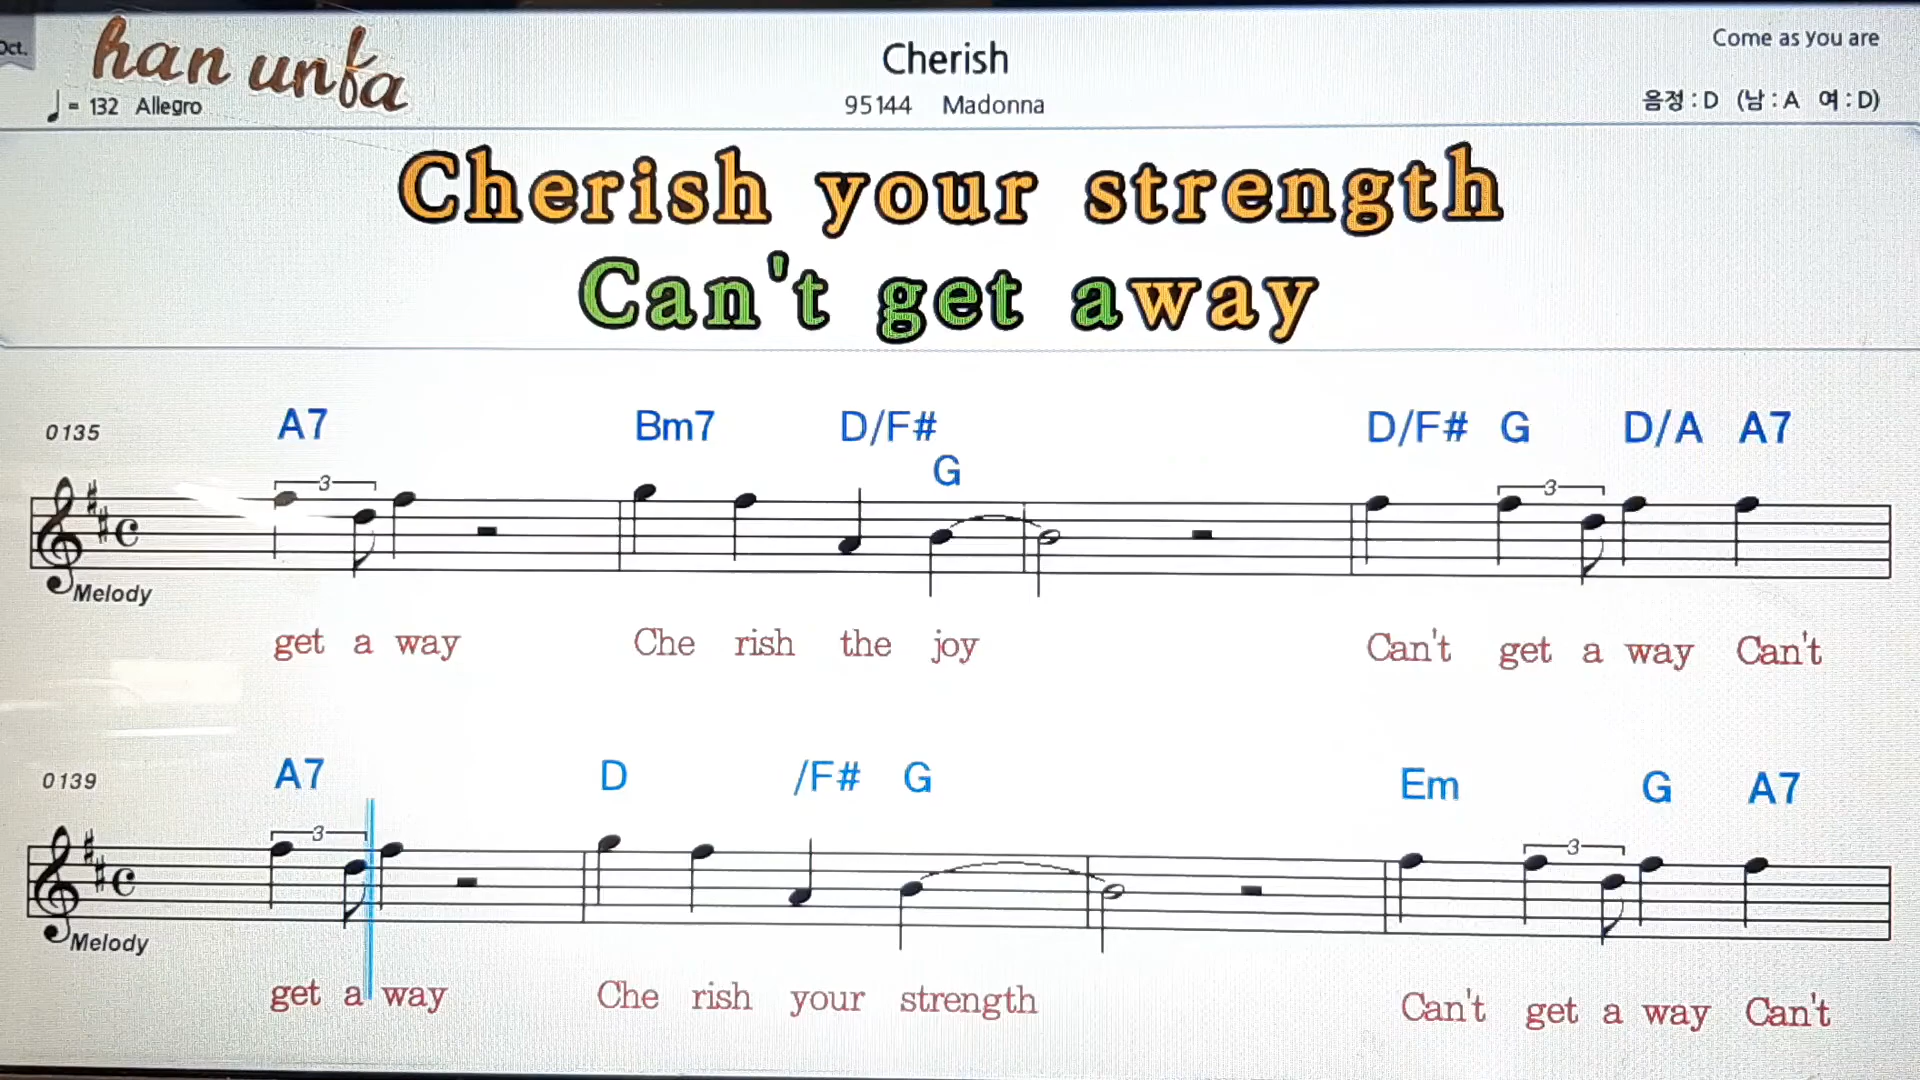 Oct.
han unfa
Cherish
Come as you are
♩ = 132 Allegro
95144 Madonna
음정 : D (남 : A 여 : D)
Cherish your strength
Can't get away
0135 A7 Bm7 D/F# D/F# G D/A A7
G
3 3
Melody
get a way Che rish the joy Can't get a way Can't
0139 A7 D /F# G Em G A7
3 3
Melody
get a way Che rish your strength Can't get a way Can't